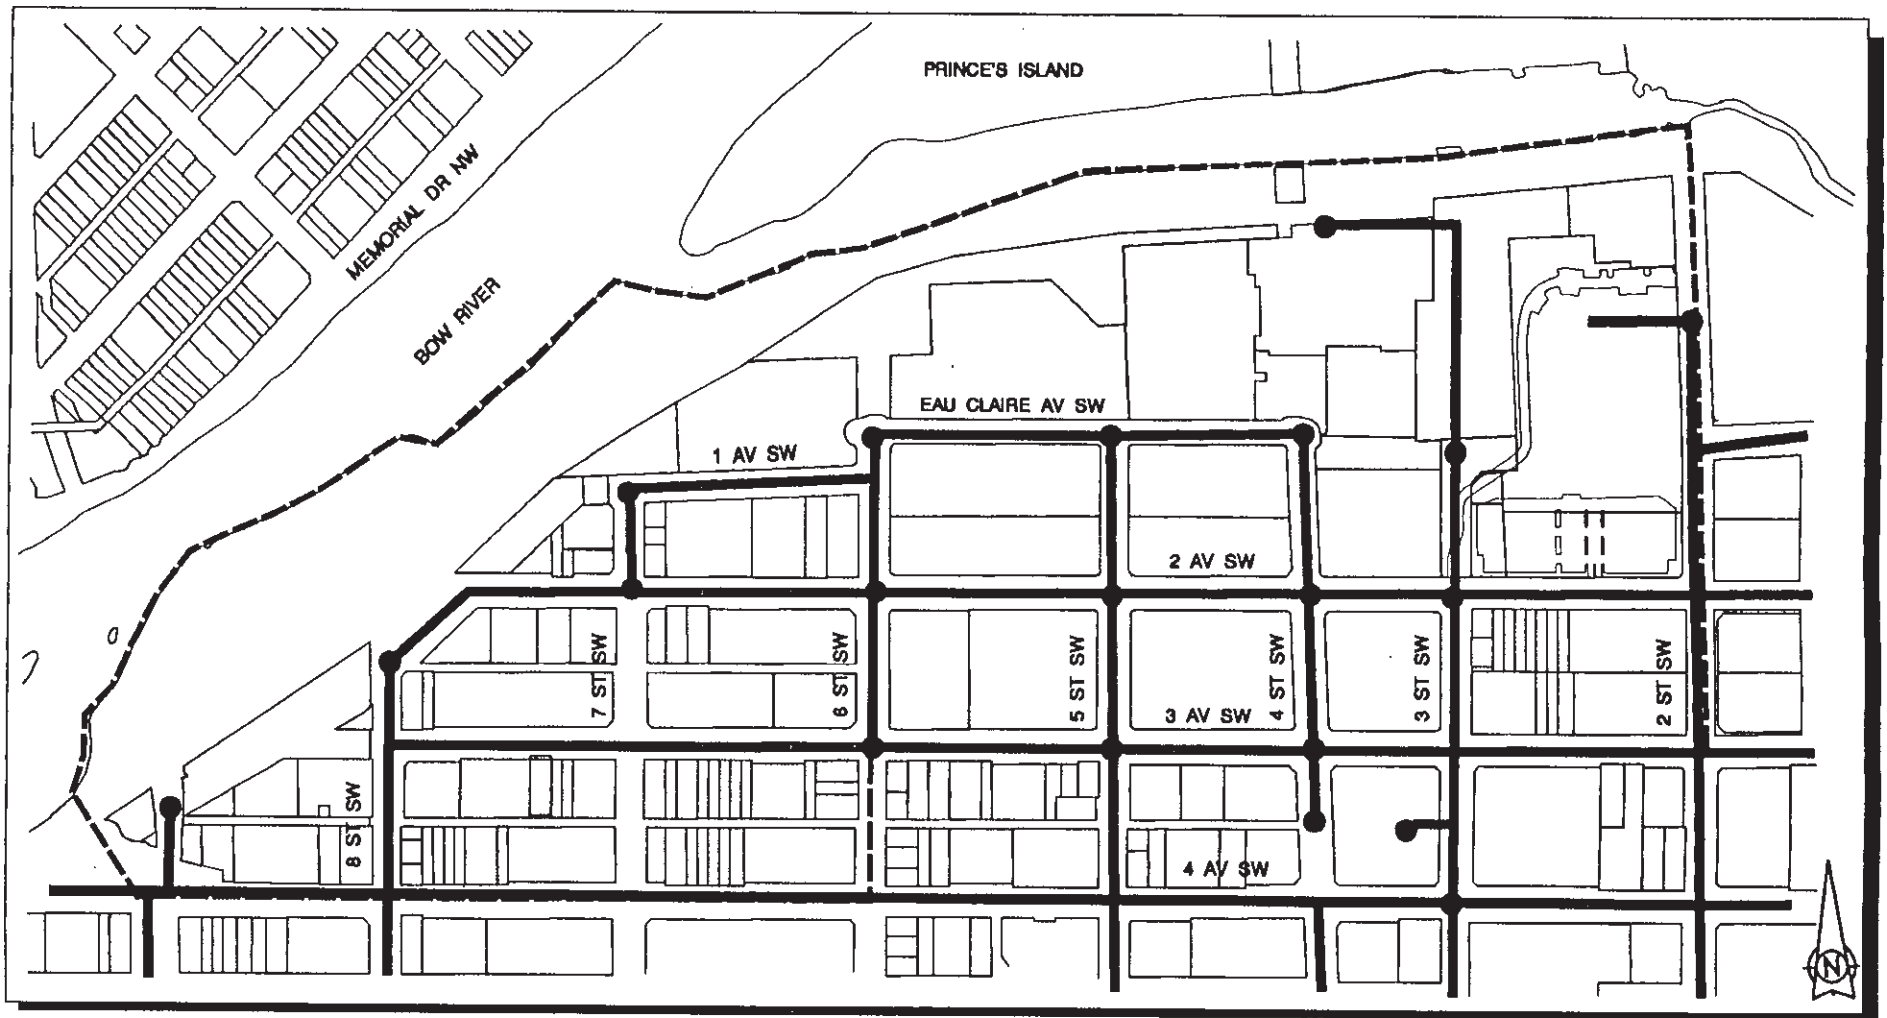 PRINCE'S ISLAND
MEMORIAL DR NW
BOW RIVER
EAU CLAIRE AV SW
1 AV SW
2 AV SW
7 ST SW
6 ST SW
5 ST SW
4 ST SW
3 ST SW
2 ST SW
3 AV SW
8 ST SW
4 AV SW
N